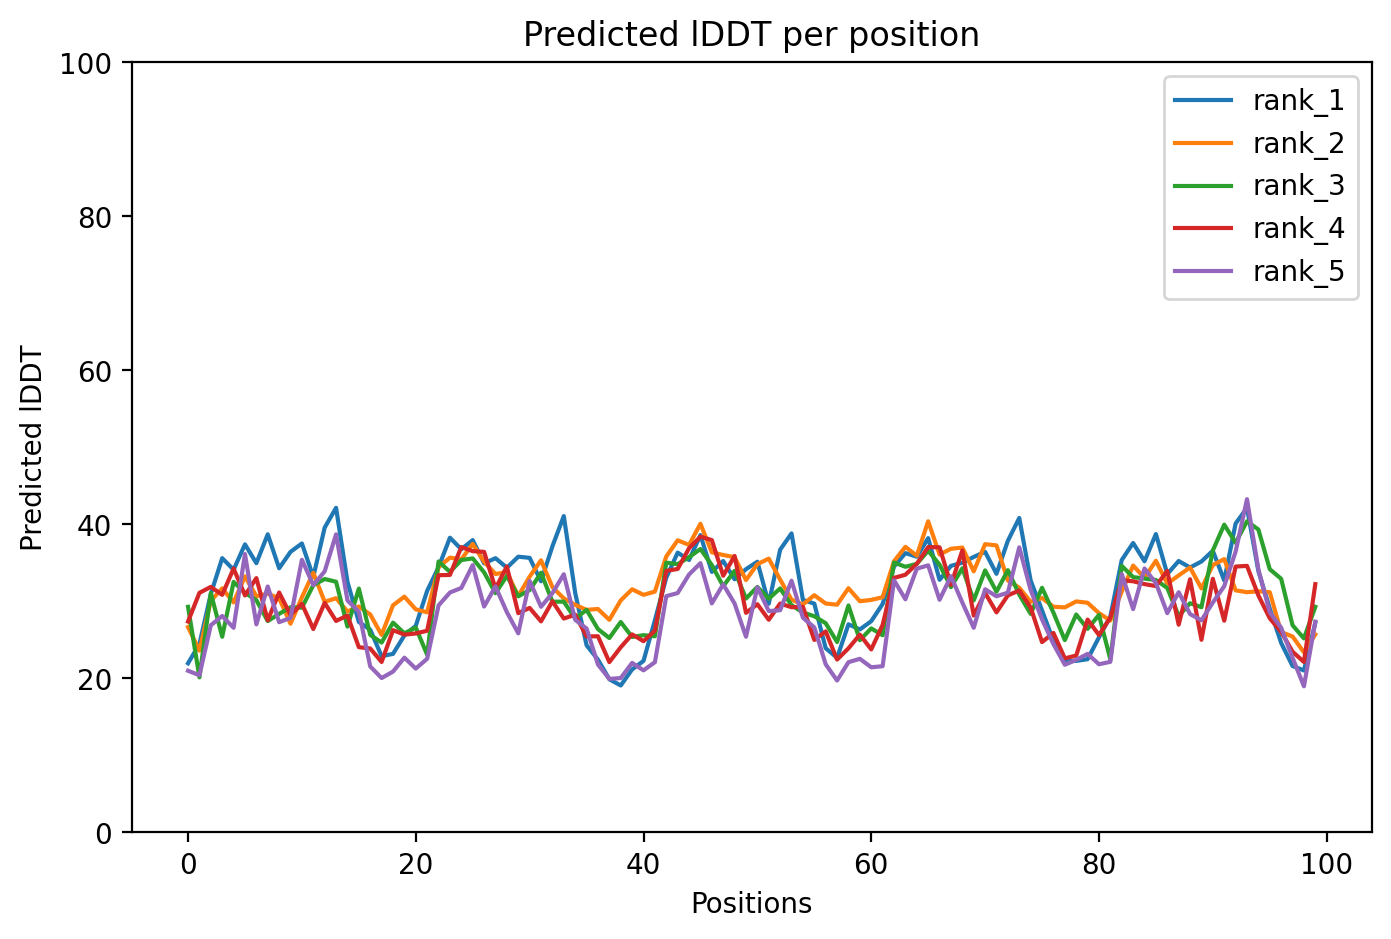 Predicted lDDT per position
100
80
60
40
20
0
Predicted lDDT
rank_1
rank_2
rank_3
rank_4
rank_5
0 20 40 60 80 100
Positions